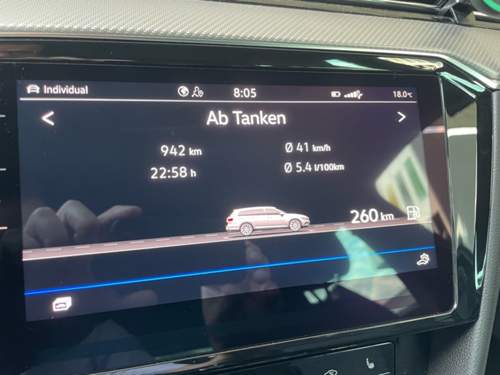 Individual 8:05 18.0°C
< Ab Tanken >
942 km Ø 41 km/h
22:58 h Ø 5.4 l/100km
260 km